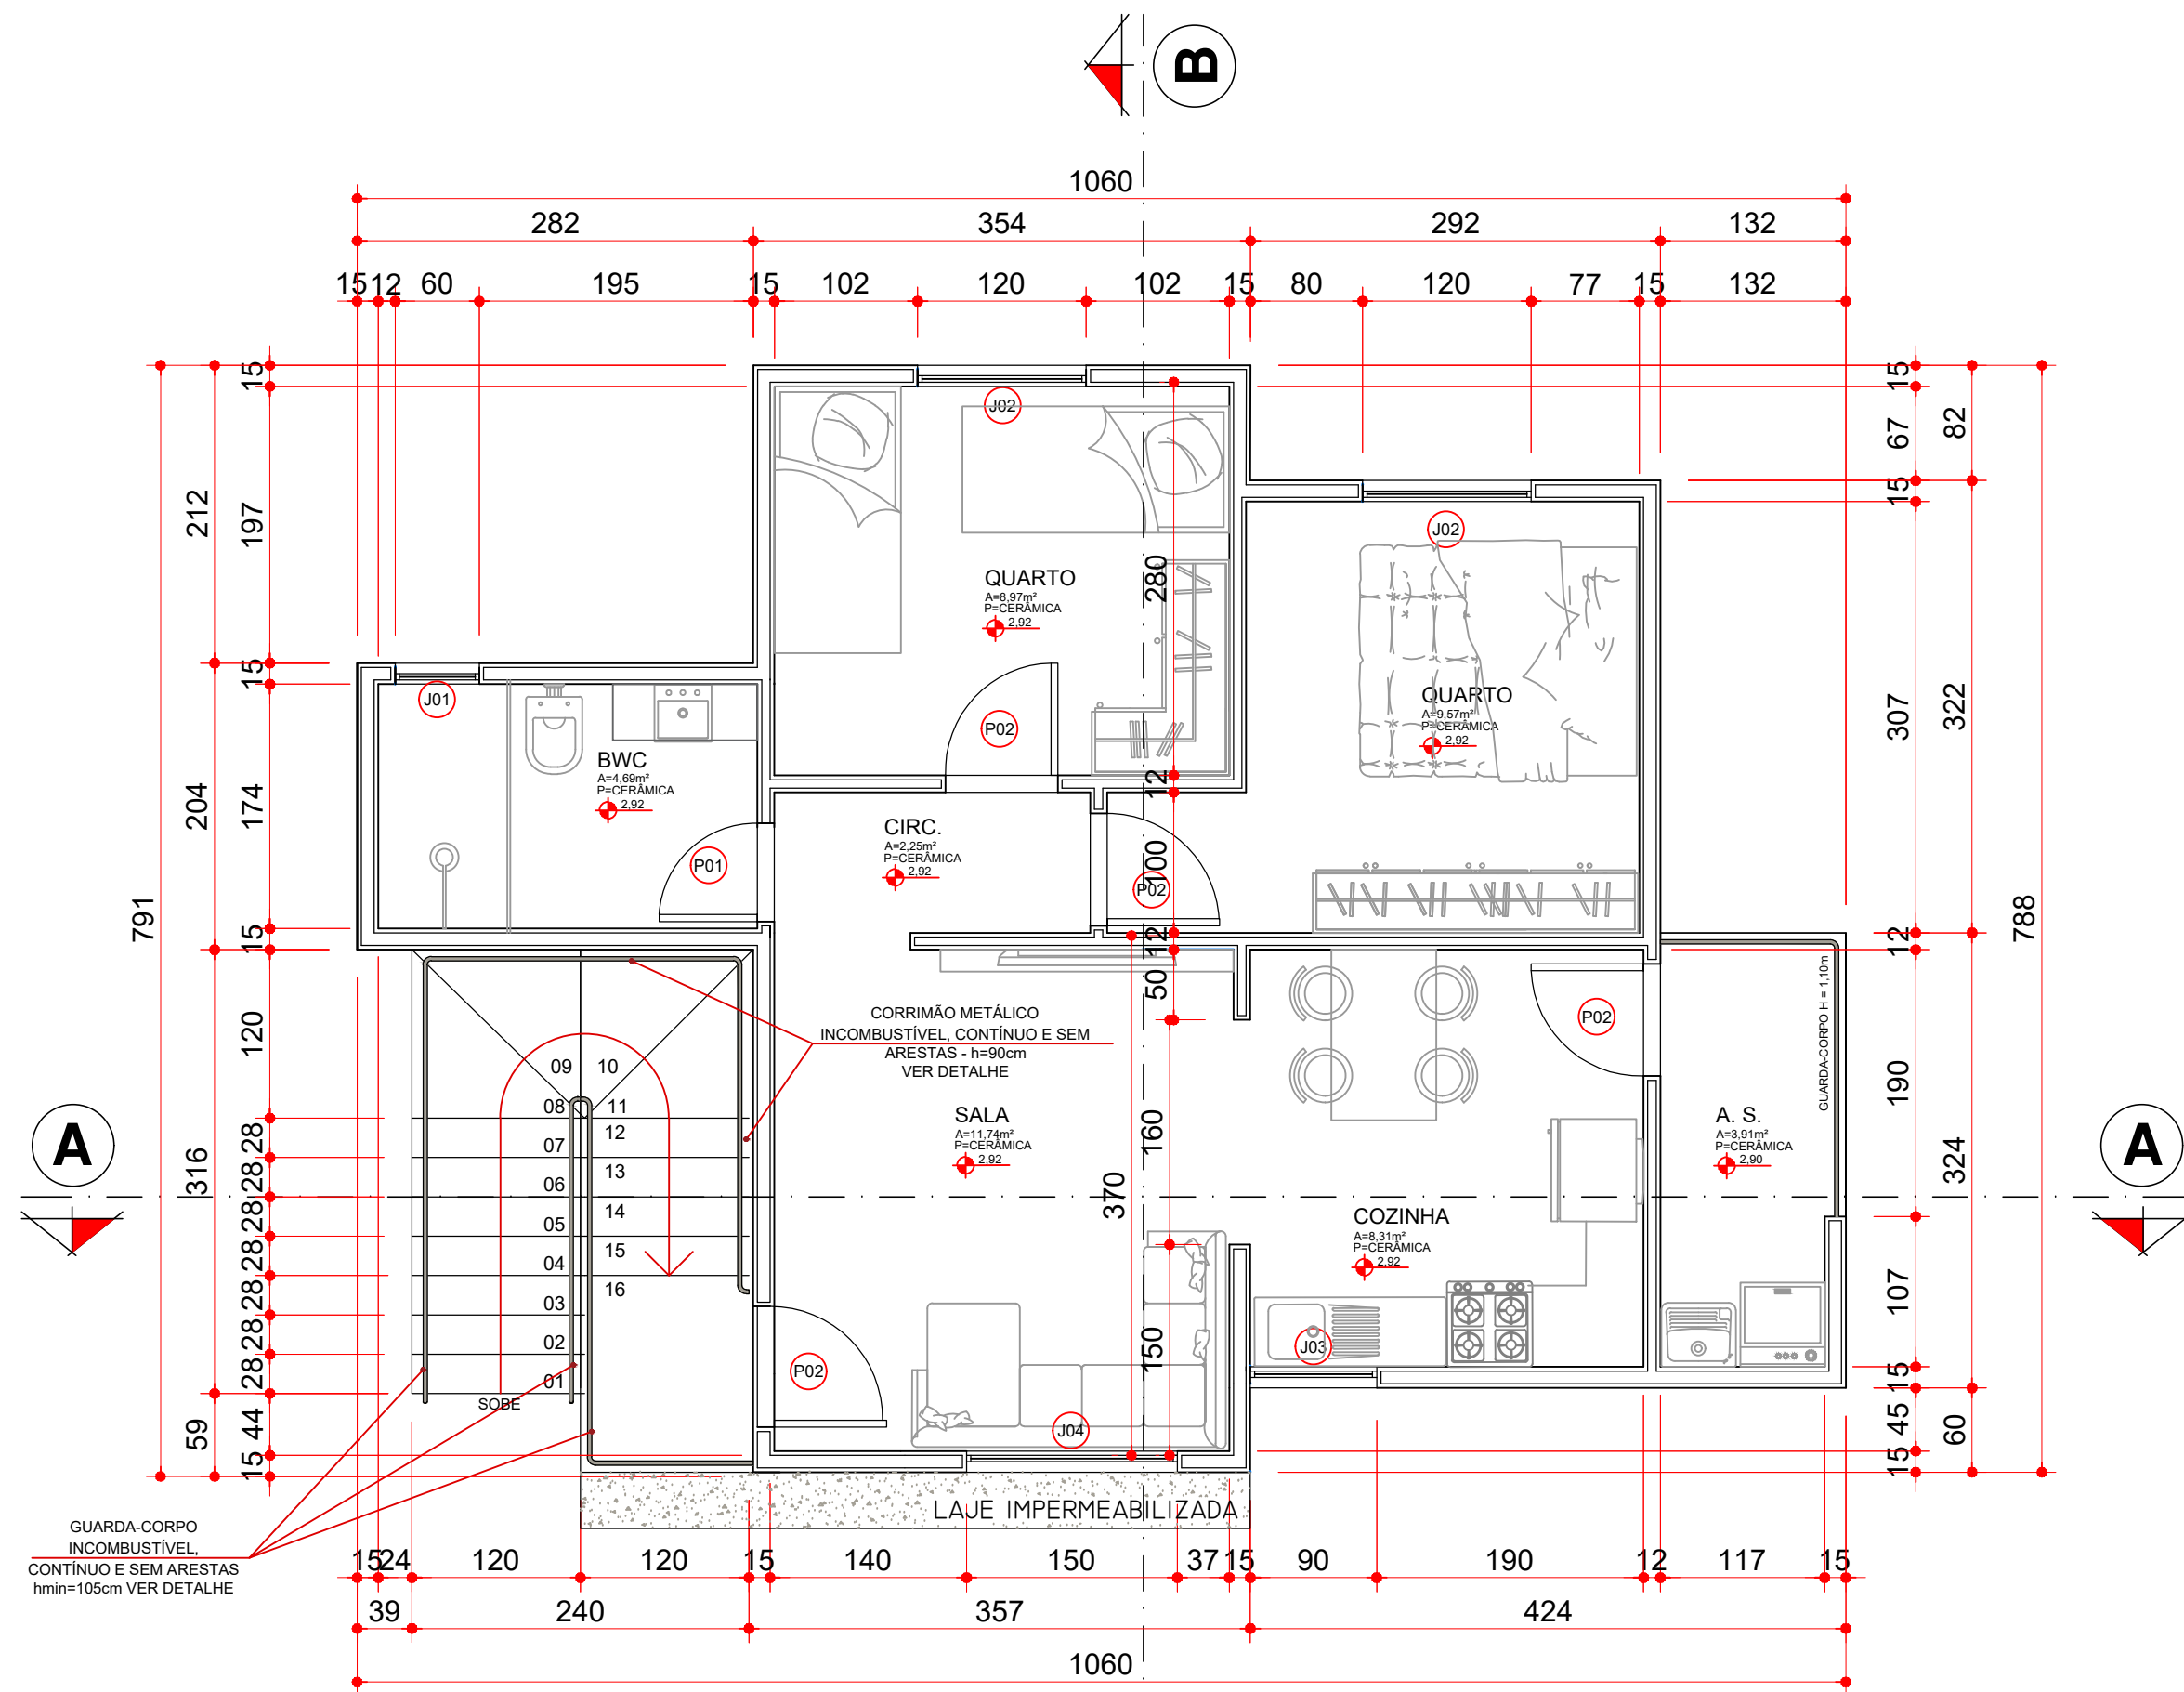 B
1060
282 354 292 132
15 12 60 195 15 102 120 102 15 80 120 77 15 132
15
197
15
174
15
120
28
28
28
28
28
28
28
44
15
212
204
316
59
791
15
67
15
307
12
190
107
15
45
15
82
322
324
60
788
J02
J02
QUARTO
A=8,97m²
P=CERÂMICA
2,92
280
P02
12
J01
BWC
A=4,69m²
P=CERÂMICA
2,92
P01
QUARTO
A=9,57m²
P=CERÂMICA
2,92
CIRC.
A=2,25m²
P=CERÂMICA
2,92
100
P02
12
50
CORRIMÃO METÁLICO
INCOMBUSTÍVEL, CONTÍNUO E SEM
ARESTAS - h=90cm
VER DETALHE
P02
GUARDA-CORPO H = 1,10m
09 10
08 11
12
07
13
06
14
05
15
04
16
03
02
01
SOBE
SALA
A=11,74m²
P=CERÂMICA
2,92
160
370
150
A. S.
A=3,91m²
P=CERÂMICA
2,90
COZINHA
A=8,31m²
P=CERÂMICA
2,92
A
A
P02
J03
J04
LAJE IMPERMEABILIZADA
GUARDA-CORPO
INCOMBUSTÍVEL,
CONTÍNUO E SEM ARESTAS
hmin=105cm VER DETALHE
15 24 120 120 15 140 150 37 15 90 190 12 117 15
39 240 357 424
1060